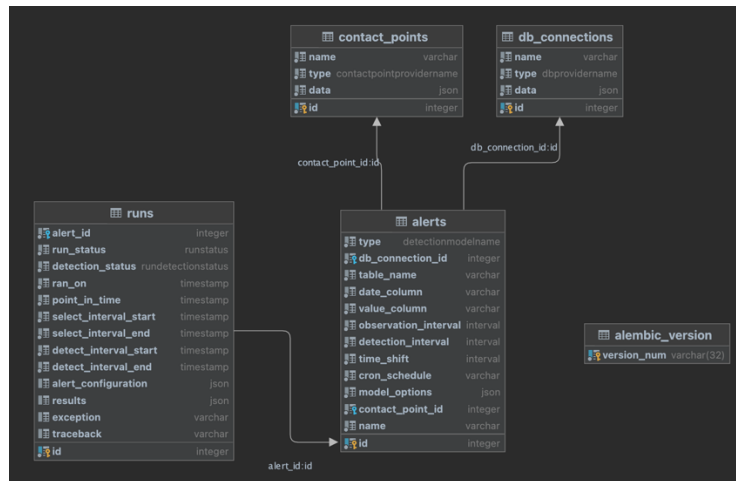 contact_points
name varchar
type contactpointprovidername
data json
id integer
db_connections
name varchar
type dbprovidername
data json
id integer
contact_point_id:id
db_connection_id:id
runs
alert_id integer
run_status runstatus
detection_status rundetectionstatus
ran_on timestamp
point_in_time timestamp
select_interval_start timestamp
select_interval_end timestamp
detect_interval_start timestamp
detect_interval_end timestamp
alert_configuration json
results json
exception varchar
traceback varchar
id integer
alerts
type detectionmodelname
db_connection_id integer
table_name varchar
date_column varchar
value_column varchar
observation_interval interval
detection_interval interval
time_shift interval
cron_schedule varchar
model_options json
contact_point_id integer
name varchar
id integer
alembic_version
version_num varchar(32)
alert_id:id